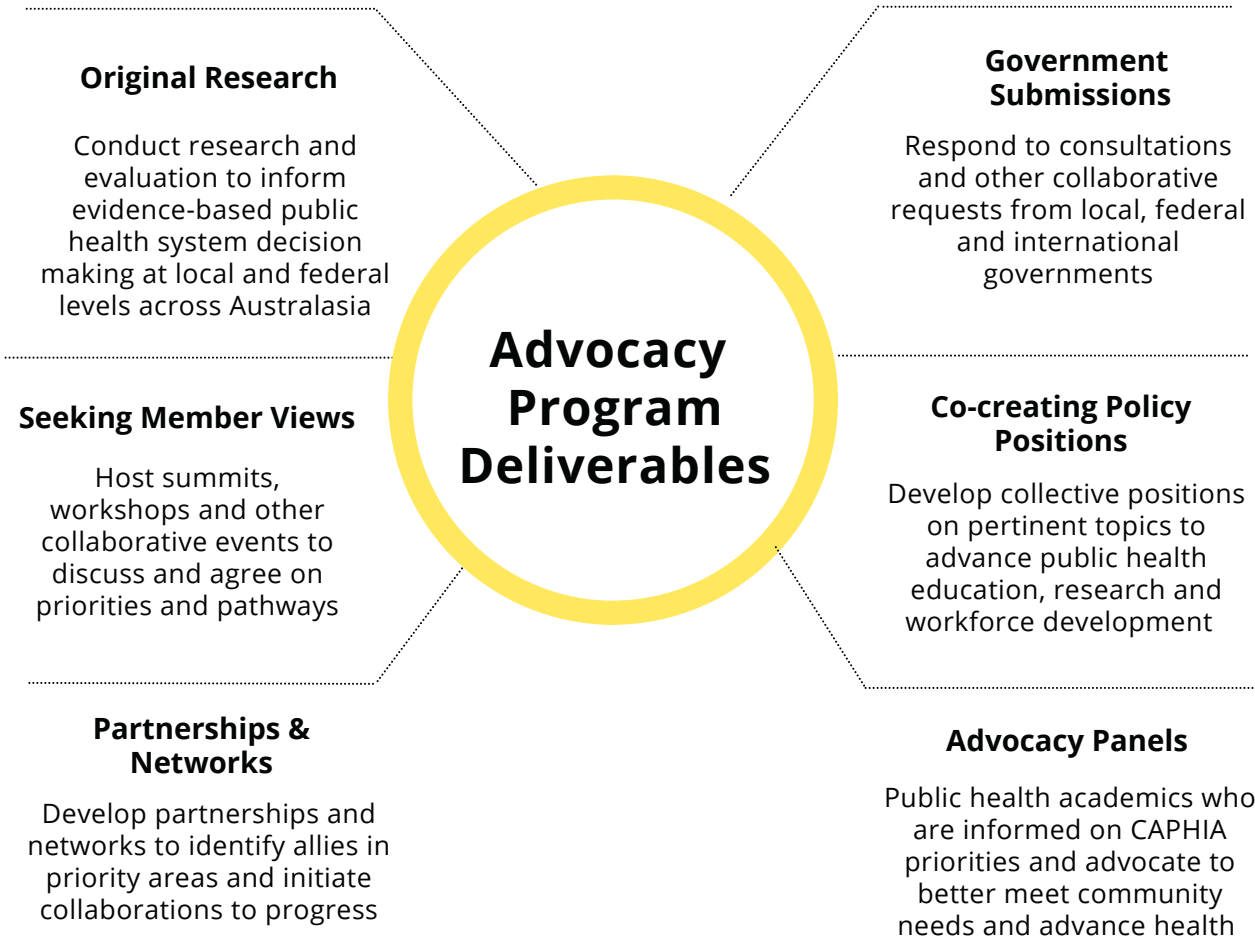 Original Research
Conduct research and
evaluation to inform
evidence-based public
health system decision
making at local and federal
levels across Australasia
Seeking Member Views
Host summits,
workshops and other
collaborative events to
discuss and agree on
priorities and pathways
Partnerships &
Networks
Develop partnerships and
networks to identify allies in
priority areas and initiate
collaborations to progress
Advocacy
Program
Deliverables
Government
Submissions
Respond to consultations
and other collaborative
requests from local, federal
and international
governments
Co-creating Policy
Positions
Develop collective positions
on pertinent topics to
advance public health
education, research and
workforce development
Advocacy Panels
Public health academics who
are informed on CAPHIA
priorities and advocate to
better meet community
needs and advance health